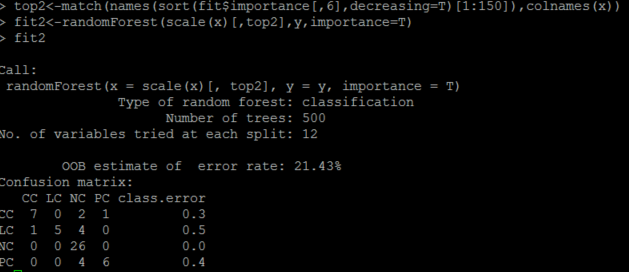 > top2<-match(names(sort(fit$importance[,6],decreasing=T)[1:150]),colnames(x))
> fit2<-randomForest(scale(x)[,top2],y,importance=T)
> fit2
Call:
 randomForest(x = scale(x)[, top2], y = y, importance = T)
               Type of random forest: classification
                     Number of trees: 500
No. of variables tried at each split: 12
        OOB estimate of  error rate: 21.43%
Confusion matrix:
   CC LC NC PC class.error
CC  7  0  2  1         0.3
LC  1  5  4  0         0.5
NC  0  0 26  0         0.0
PC  0  0  4  6         0.4